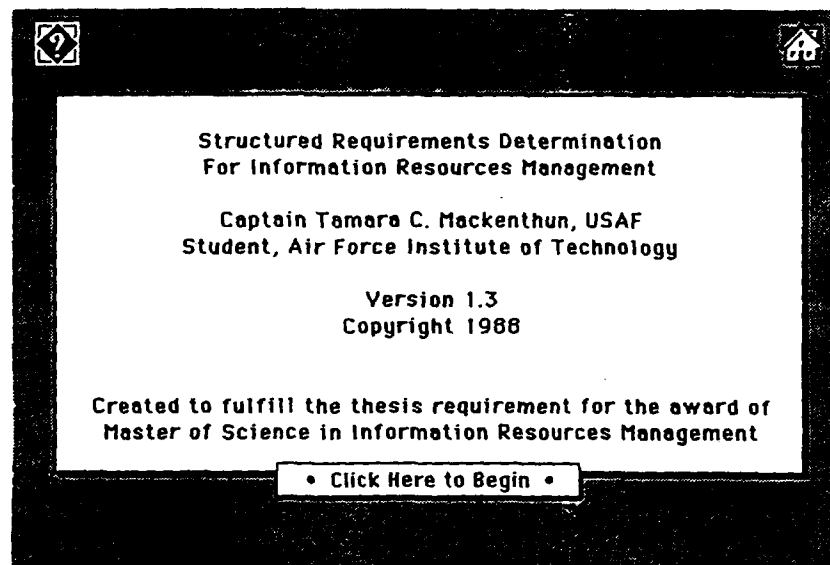 ?
Structured Requirements Determination
For Information Resources Management
Captain Tamara C. Mackenthun, USAF
Student, Air Force Institute of Technology
Version 1.3
Copyright 1988
Created to fulfill the thesis requirement for the award of
Master of Science in Information Resources Management
• Click Here to Begin •